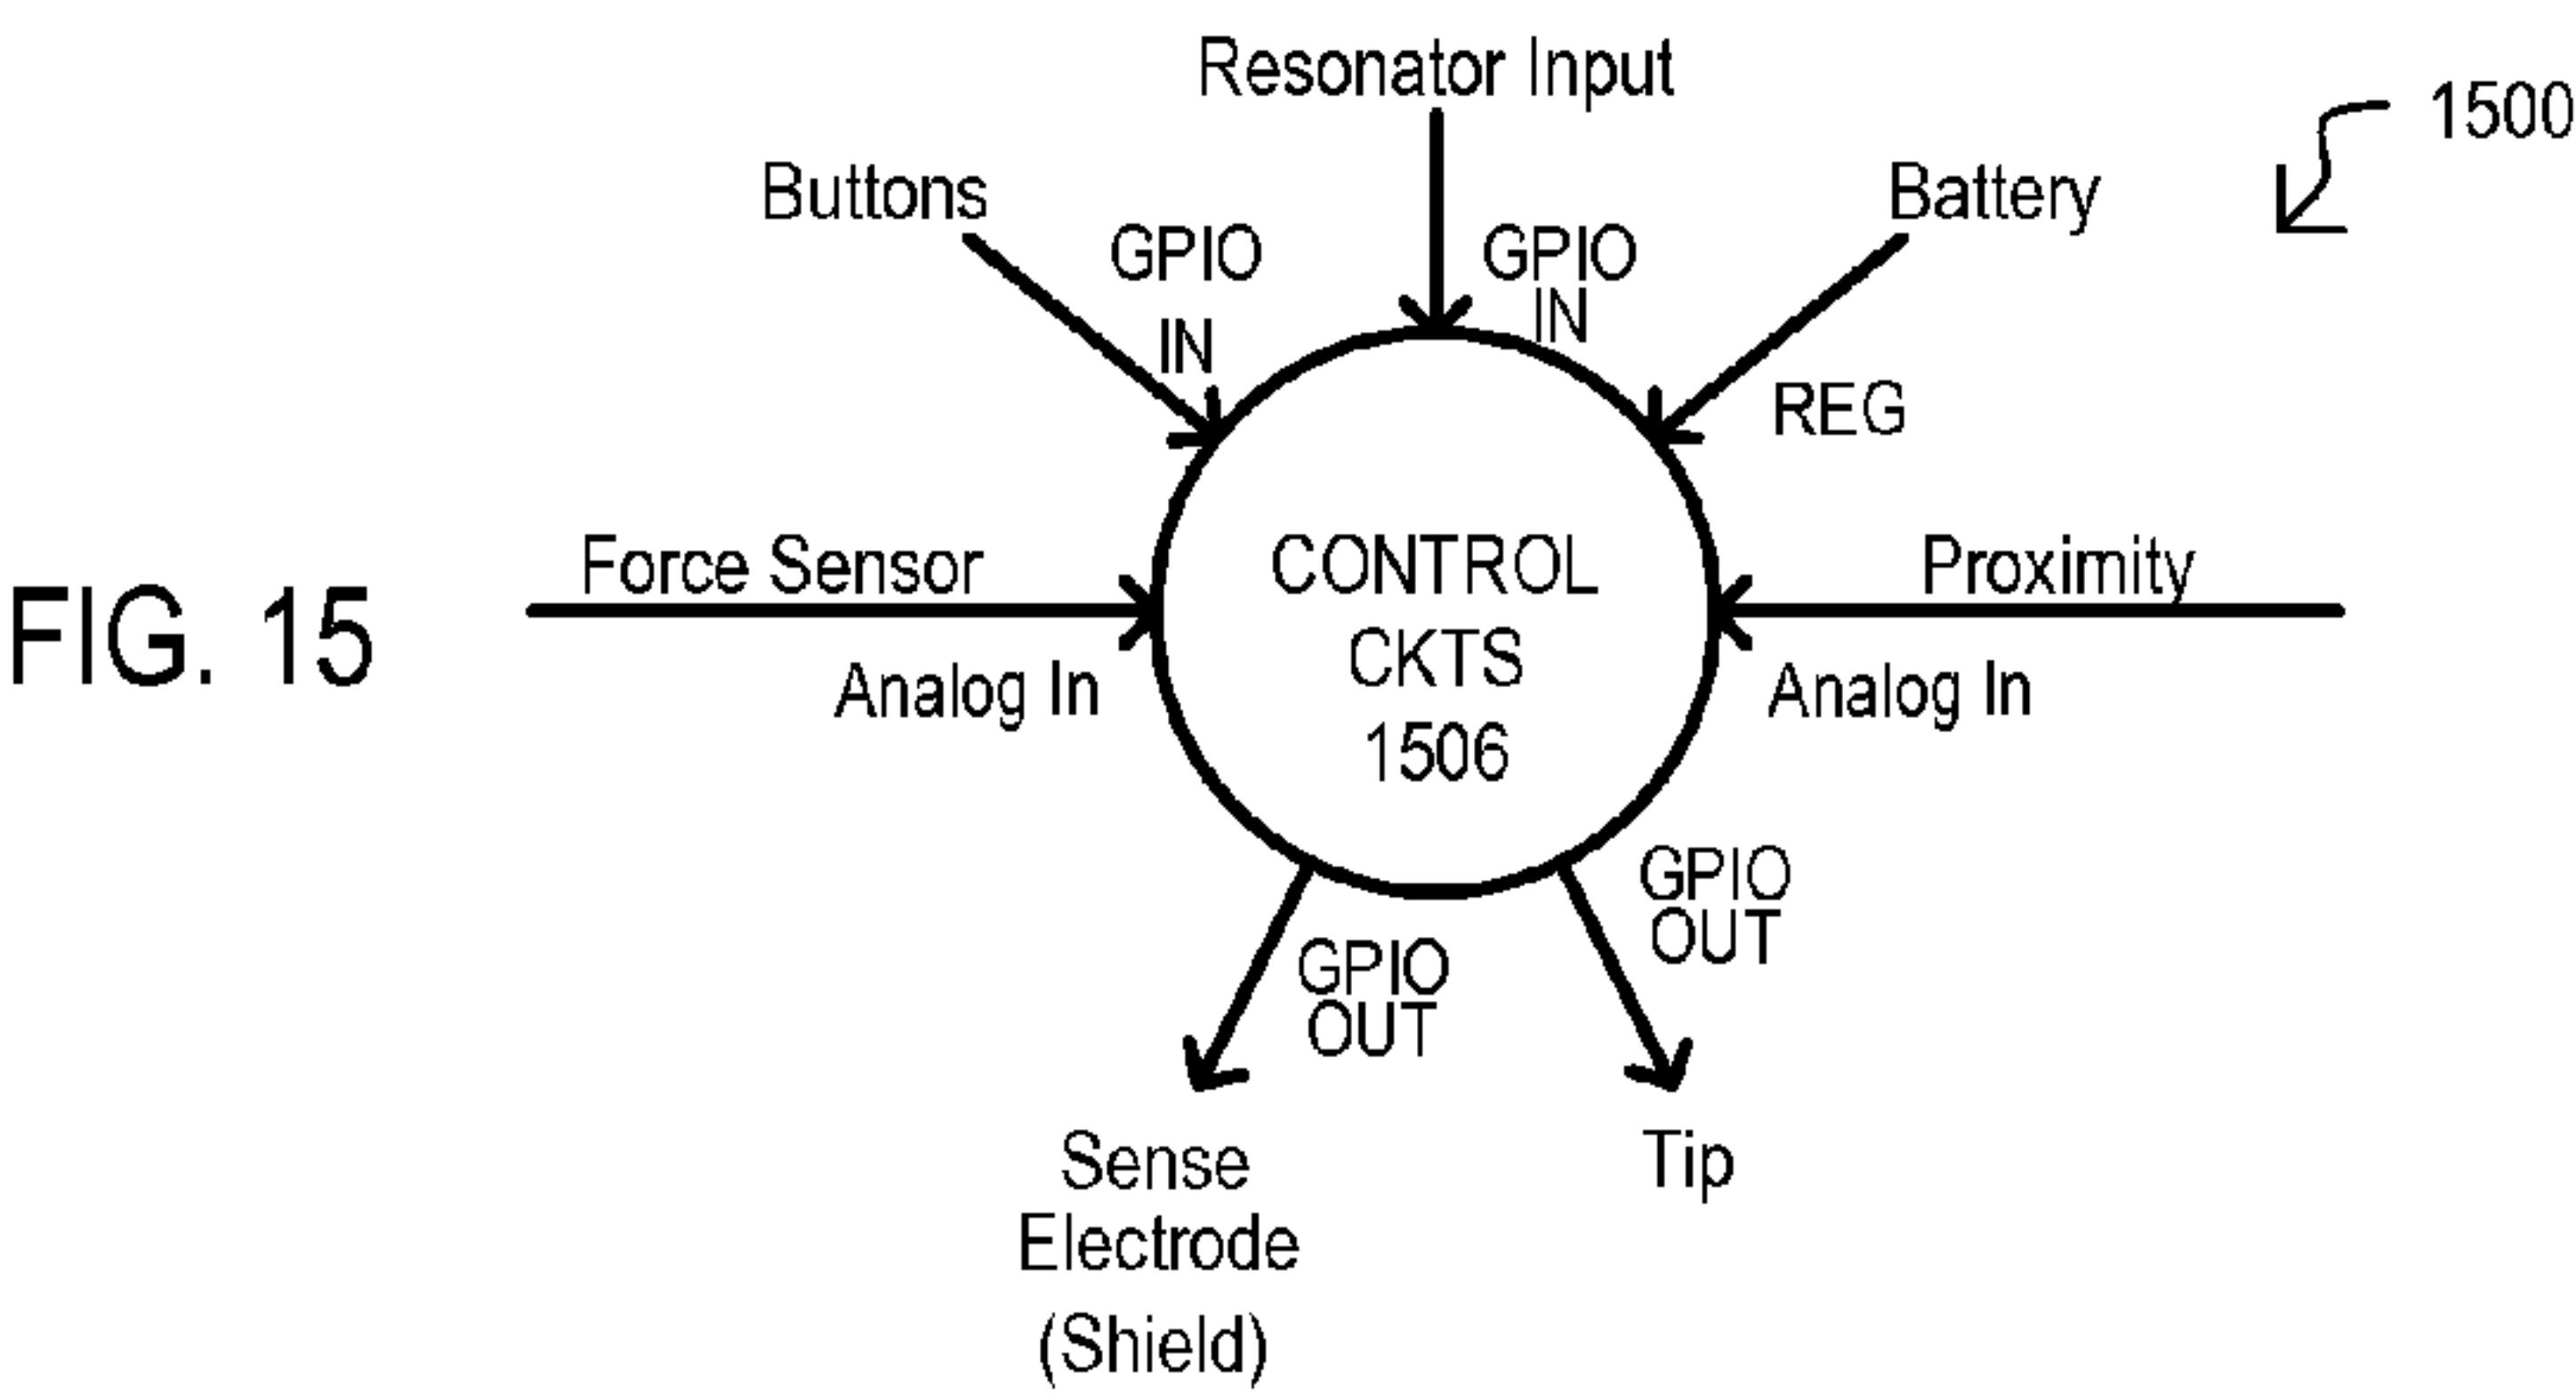 Resonator Input
1500
Buttons
Battery
GPIO
IN
GPIO
IN
REG
Force Sensor
Analog In
CONTROL
CKTS
1506
Proximity
Analog In
FIG. 15
GPIO
OUT
GPIO
OUT
Sense
Electrode
(Shield)
Tip